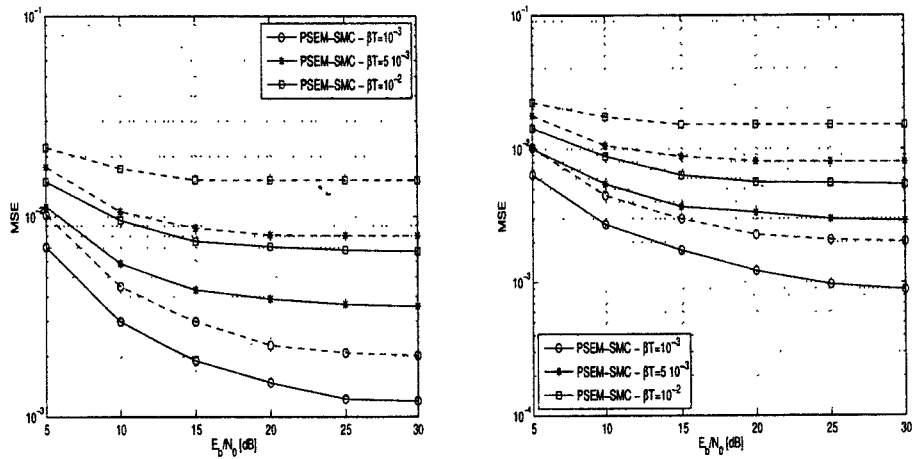 10⁻¹
PSEM-SMC - βT=10⁻³
PSEM-SMC - βT=5 10⁻³
PSEM-SMC - βT=10⁻²
MSE
10⁻²
10⁻³
5 10 15 20 25 30
E_b/N_0 [dB]
10⁻¹
10⁻²
MSE
10⁻³
PSEM-SMC - βT=10⁻³
PSEM-SMC - βT=5 10⁻³
PSEM-SMC - βT=10⁻²
10⁻⁴
5 10 15 20 25 30
E_b/N_0 [dB]